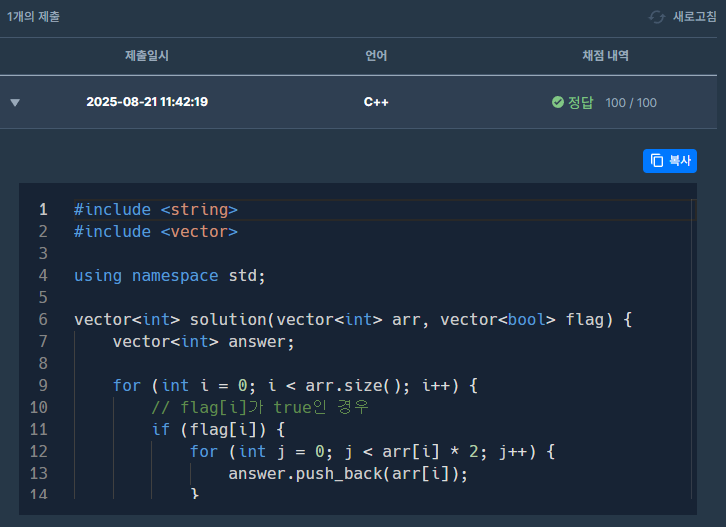 1개의 제출
새로고침
제출일시 언어 채점 내역
▼ 2025-08-21 11:42:19 C++ 정답 100 / 100
복사
1 #include <string>
2 #include <vector>
3
4 using namespace std;
5
6 vector<int> solution(vector<int> arr, vector<bool> flag) {
7     vector<int> answer;
8
9     for (int i = 0; i < arr.size(); i++) {
10         // flag[i]가 true인 경우
11         if (flag[i]) {
12             for (int j = 0; j < arr[i] * 2; j++) {
13                 answer.push_back(arr[i]);
14             }